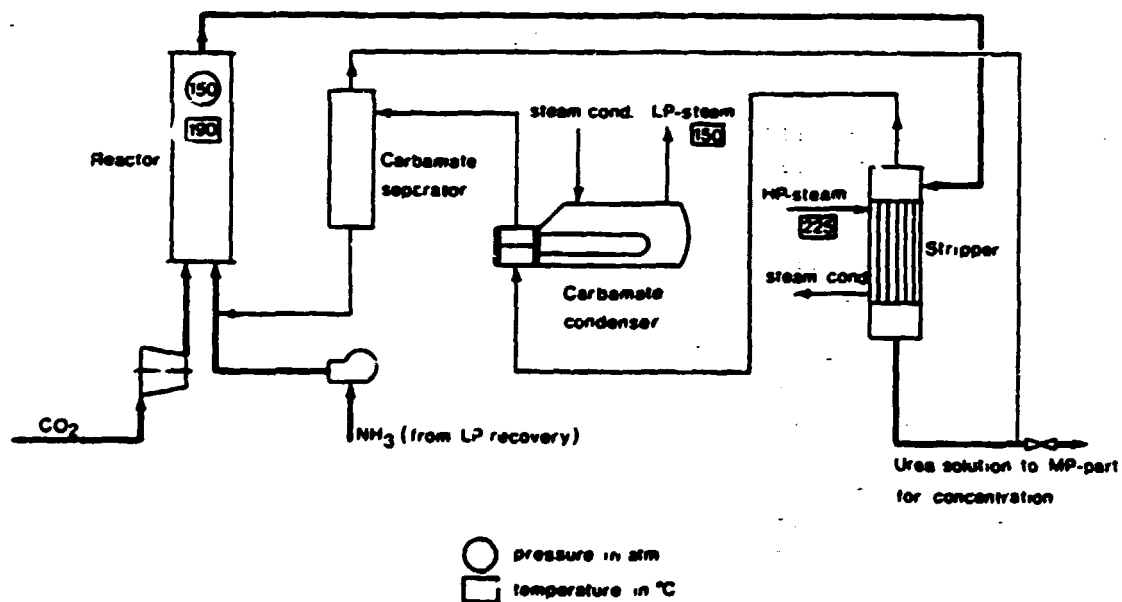 150
190
Reactor
Carbamate
separator
steam cond.
LP-steam
150
Carbamate
condenser
HP-steam
225
steam cond
Stripper
CO2
NH3 (from LP recovery)
Urea solution to MP-part
for concentration
pressure in atm
temperature in °C